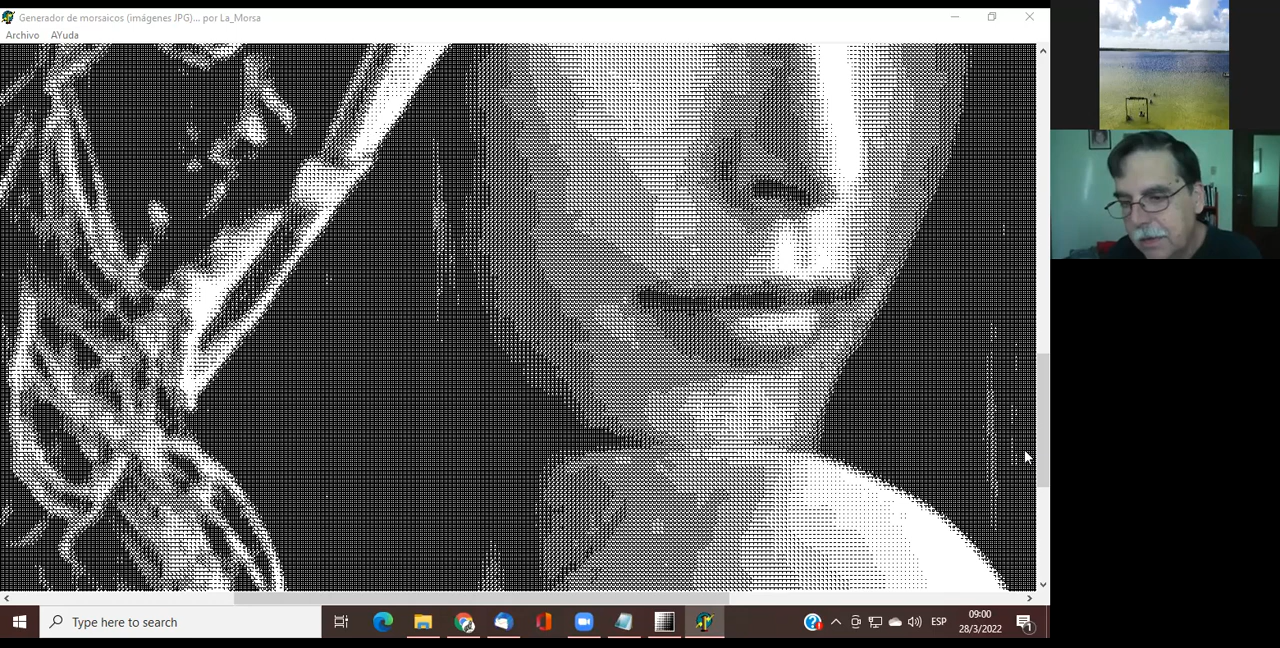 Generador de morsaicos (imágenes JPG)... por La_Morsa
Archivo AYuda
Type here to search
ESP
09:00
28/3/2022
1